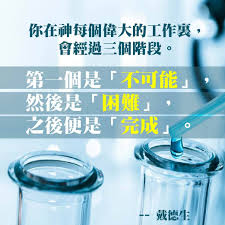 你在神每個偉大的工作裏，
會經過三個階段。
第一個是「不可能」，
然後是「困難」，
之後便是「完成」。
-- 戴德生